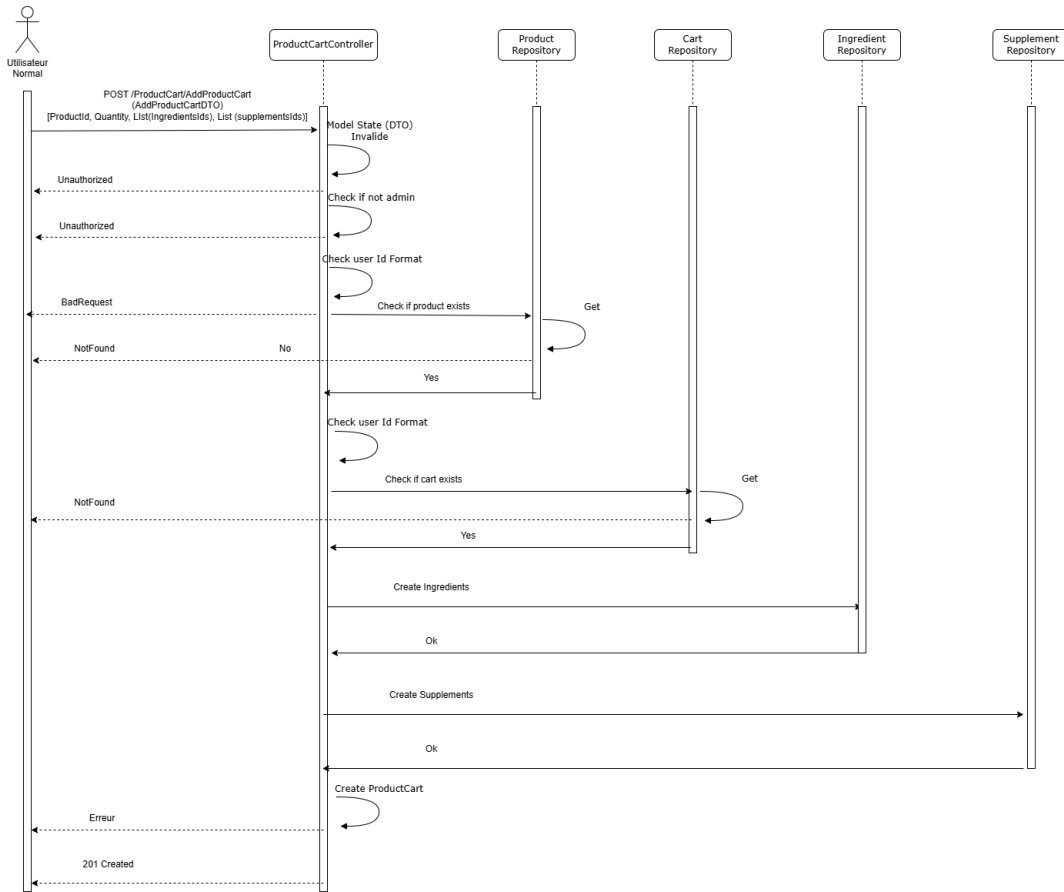 Utilisateur
Normal
ProductCartController
Product
Repository
Cart
Repository
Ingredient
Repository
Supplement
Repository
POST /ProductCart/AddProductCart
(AddProductCartDTO)
[ProductId, Quantity, LIst(IngredientsIds), List (supplementsIds)]
Model State (DTO)
Invalide
Unauthorized
Check if not admin
Unauthorized
Check user Id Format
BadRequest
Check if product exists
Get
NotFound
No
Yes
Check user Id Format
Check if cart exists
Get
NotFound
Yes
Create Ingredients
Ok
Create Supplements
Ok
Create ProductCart
Erreur
201 Created